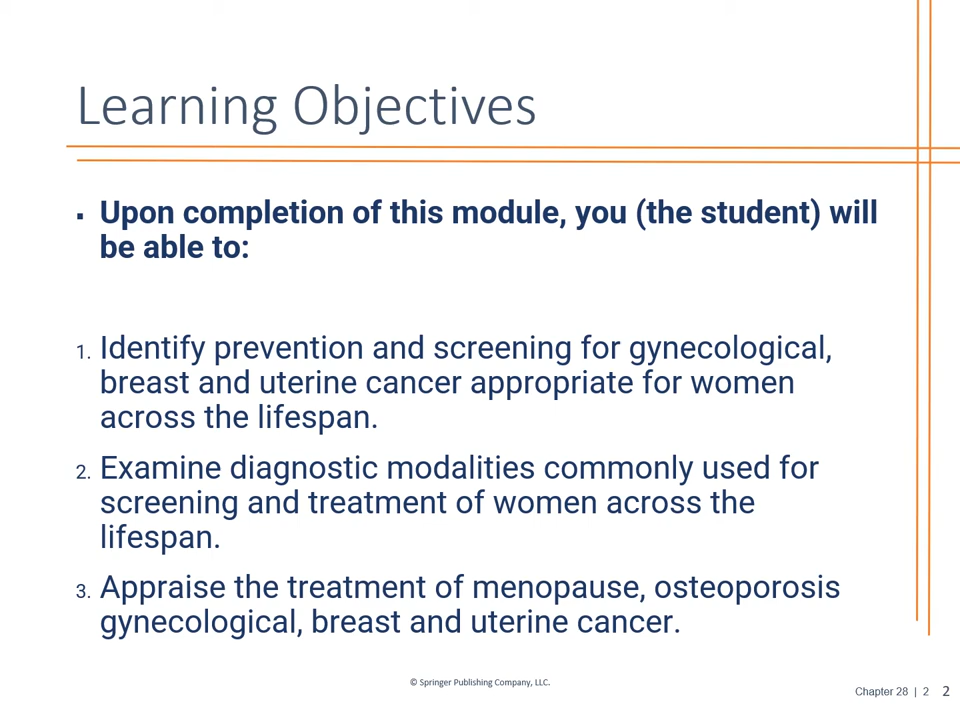 Learning Objectives
▪ Upon completion of this module, you (the student) will
be able to:
1. Identify prevention and screening for gynecological,
breast and uterine cancer appropriate for women
across the lifespan.
2. Examine diagnostic modalities commonly used for
screening and treatment of women across the
lifespan.
3. Appraise the treatment of menopause, osteoporosis
gynecological, breast and uterine cancer.
© Springer Publishing Company, LLC.
Chapter 28 | 2 2